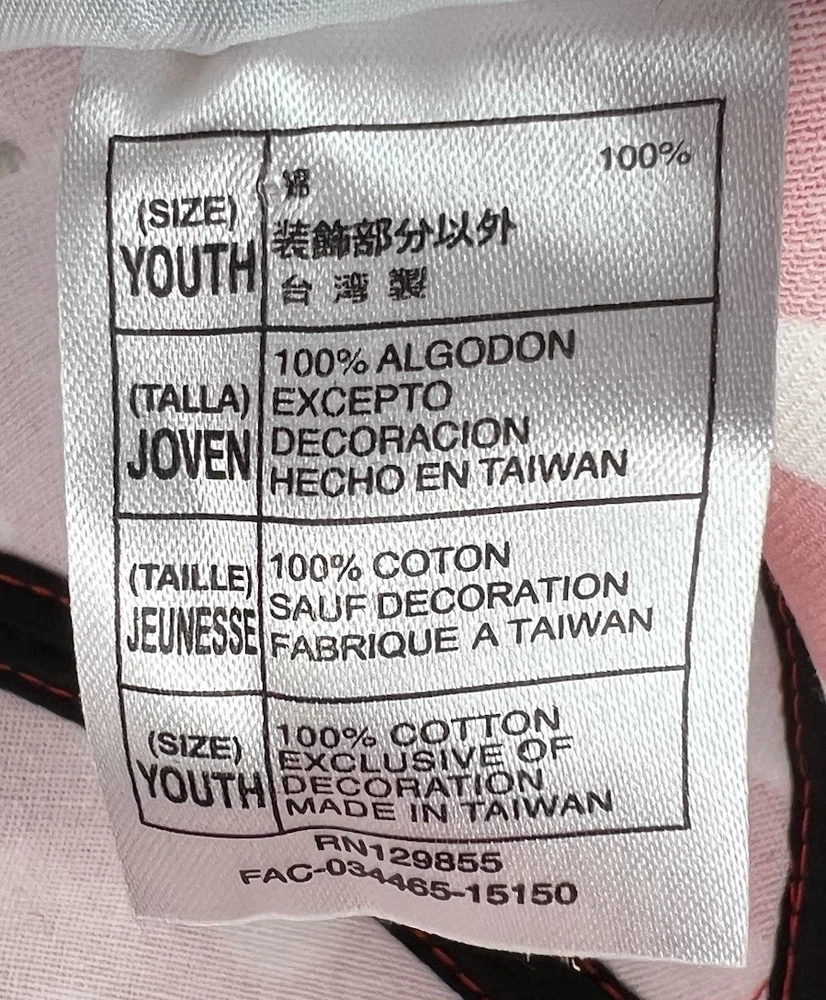 (SIZE)
YOUTH
綿 100%
装飾部分以外
台湾製
(TALLA)
JOVEN
100% ALGODON
EXCEPTO
DECORACION
HECHO EN TAIWAN
(TAILLE)
JEUNESSE
100% COTON
SAUF DECORATION
FABRIQUE A TAIWAN
(SIZE)
YOUTH
100% COTTON
EXCLUSIVE OF
DECORATION
MADE IN TAIWAN
RN129855
FAC-034465-15150